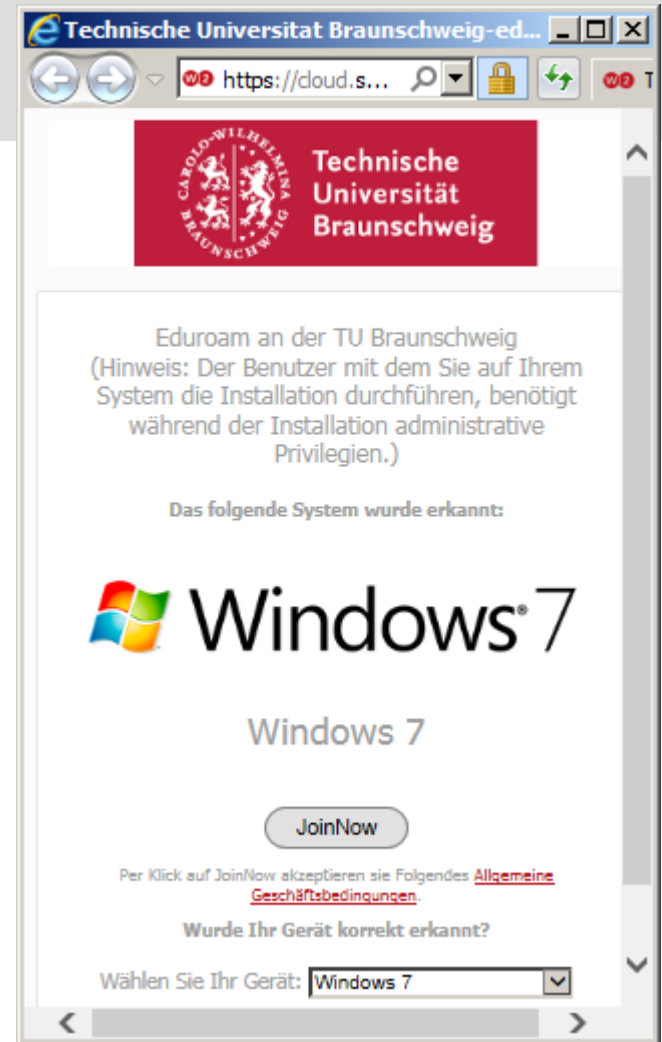 Technische Universitat Braunschweig-ed...
https://cloud.s...
CAROLO-WILHELMINA
BRAUNSCHWEIG
Technische
Universität
Braunschweig
Eduroam an der TU Braunschweig
(Hinweis: Der Benutzer mit dem Sie auf Ihrem
System die Installation durchführen, benötigt
während der Installation administrative
Privilegien.)
Das folgende System wurde erkannt:
Windows® 7
Windows 7
JoinNow
Per Klick auf JoinNow akzeptieren sie Folgendes Allgemeine
Geschäftsbedingungen.
Wurde Ihr Gerät korrekt erkannt?
Wählen Sie Ihr Gerät: Windows 7